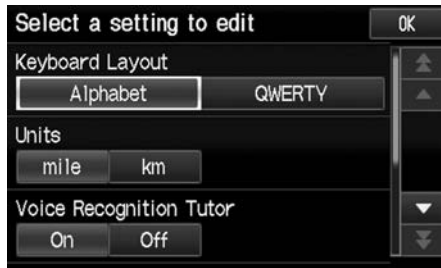 Select a setting to edit
OK
Keyboard Layout
Alphabet QWERTY
Units
mile km
Voice Recognition Tutor
On Off